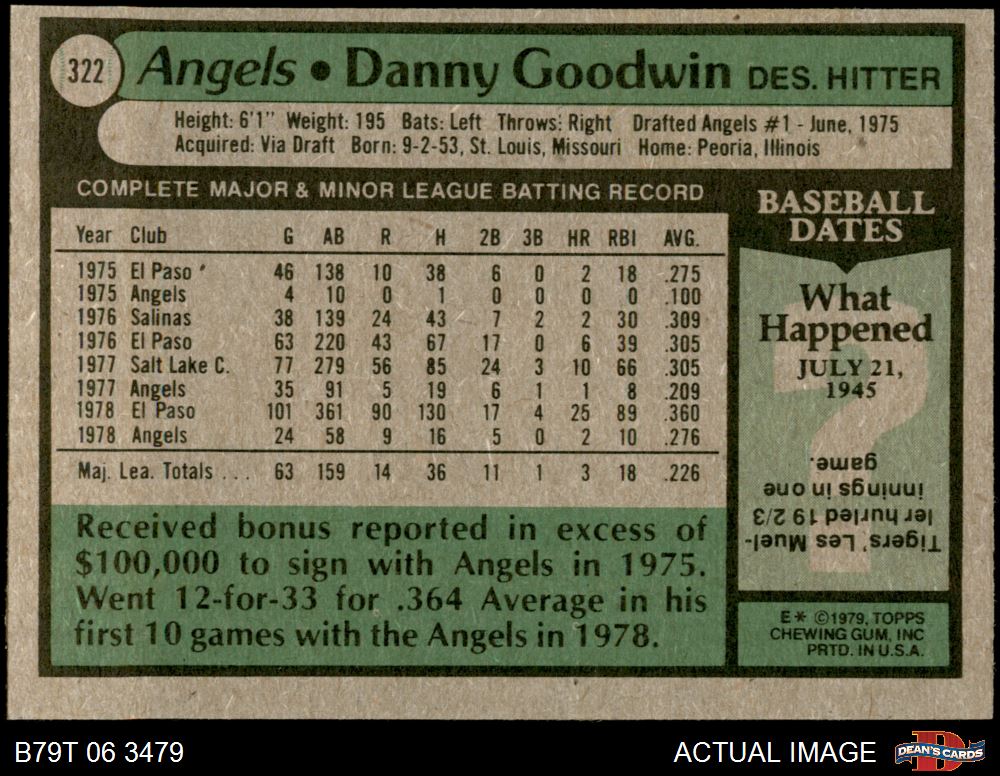 322 Angels • Danny Goodwin DES. HITTER
Height: 6'1" Weight: 195 Bats: Left Throws: Right Drafted Angels #1 - June, 1975
Acquired: Via Draft Born: 9-2-53, St. Louis, Missouri Home: Peoria, Illinois
COMPLETE MAJOR & MINOR LEAGUE BATTING RECORD
Year Club G AB R H 2B 3B HR RBI AVG.
1975 El Paso ' 46 138 10 38 6 0 2 18 .275
1975 Angels 4 10 0 1 0 0 0 0 .100
1976 Salinas 38 139 24 43 7 2 2 30 .309
1976 El Paso 63 220 43 67 17 0 6 39 .305
1977 Salt Lake C. 77 279 56 85 24 3 10 66 .305
1977 Angels 35 91 5 19 6 1 1 8 .209
1978 El Paso 101 361 90 130 17 4 25 89 .360
1978 Angels 24 58 9 16 5 0 2 10 .276
Maj. Lea. Totals . . . 63 159 14 36 11 1 3 18 .226
Received bonus reported in excess of
$100,000 to sign with Angels in 1975.
Went 12-for-33 for .364 Average in his
first 10 games with the Angels in 1978.
BASEBALL
DATES
What
Happened
JULY 21,
1945
?
Tigers' Les Muel-
ler hurled 19 2/3
innings in one
game.
E* ©1979, TOPPS
CHEWING GUM, INC
PRTD. IN U.S.A.
B79T 06 3479 ACTUAL IMAGE DEAN'S CARDS